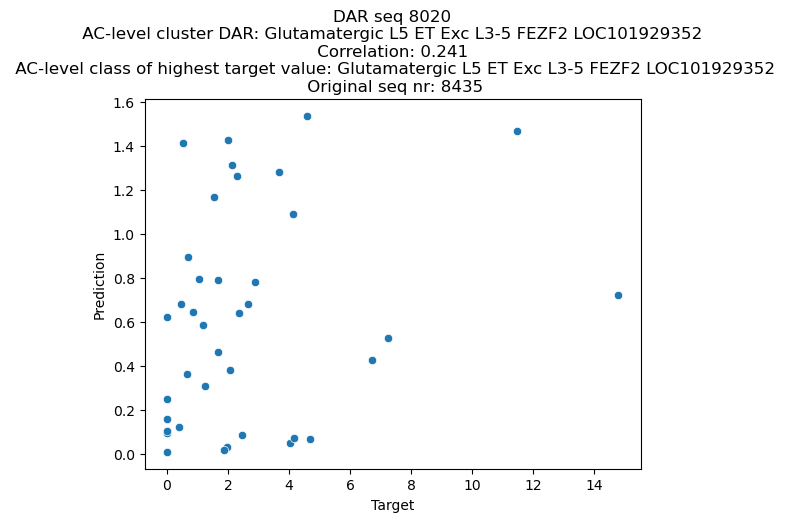 DAR seq 8020
AC-level cluster DAR: Glutamatergic L5 ET Exc L3-5 FEZF2 LOC101929352
Correlation: 0.241
AC-level class of highest target value: Glutamatergic L5 ET Exc L3-5 FEZF2 LOC101929352
Original seq nr: 8435
1.6
1.4
1.2
1.0
0.8
0.6
0.4
0.2
0.0
Prediction
0 2 4 6 8 10 12 14
Target